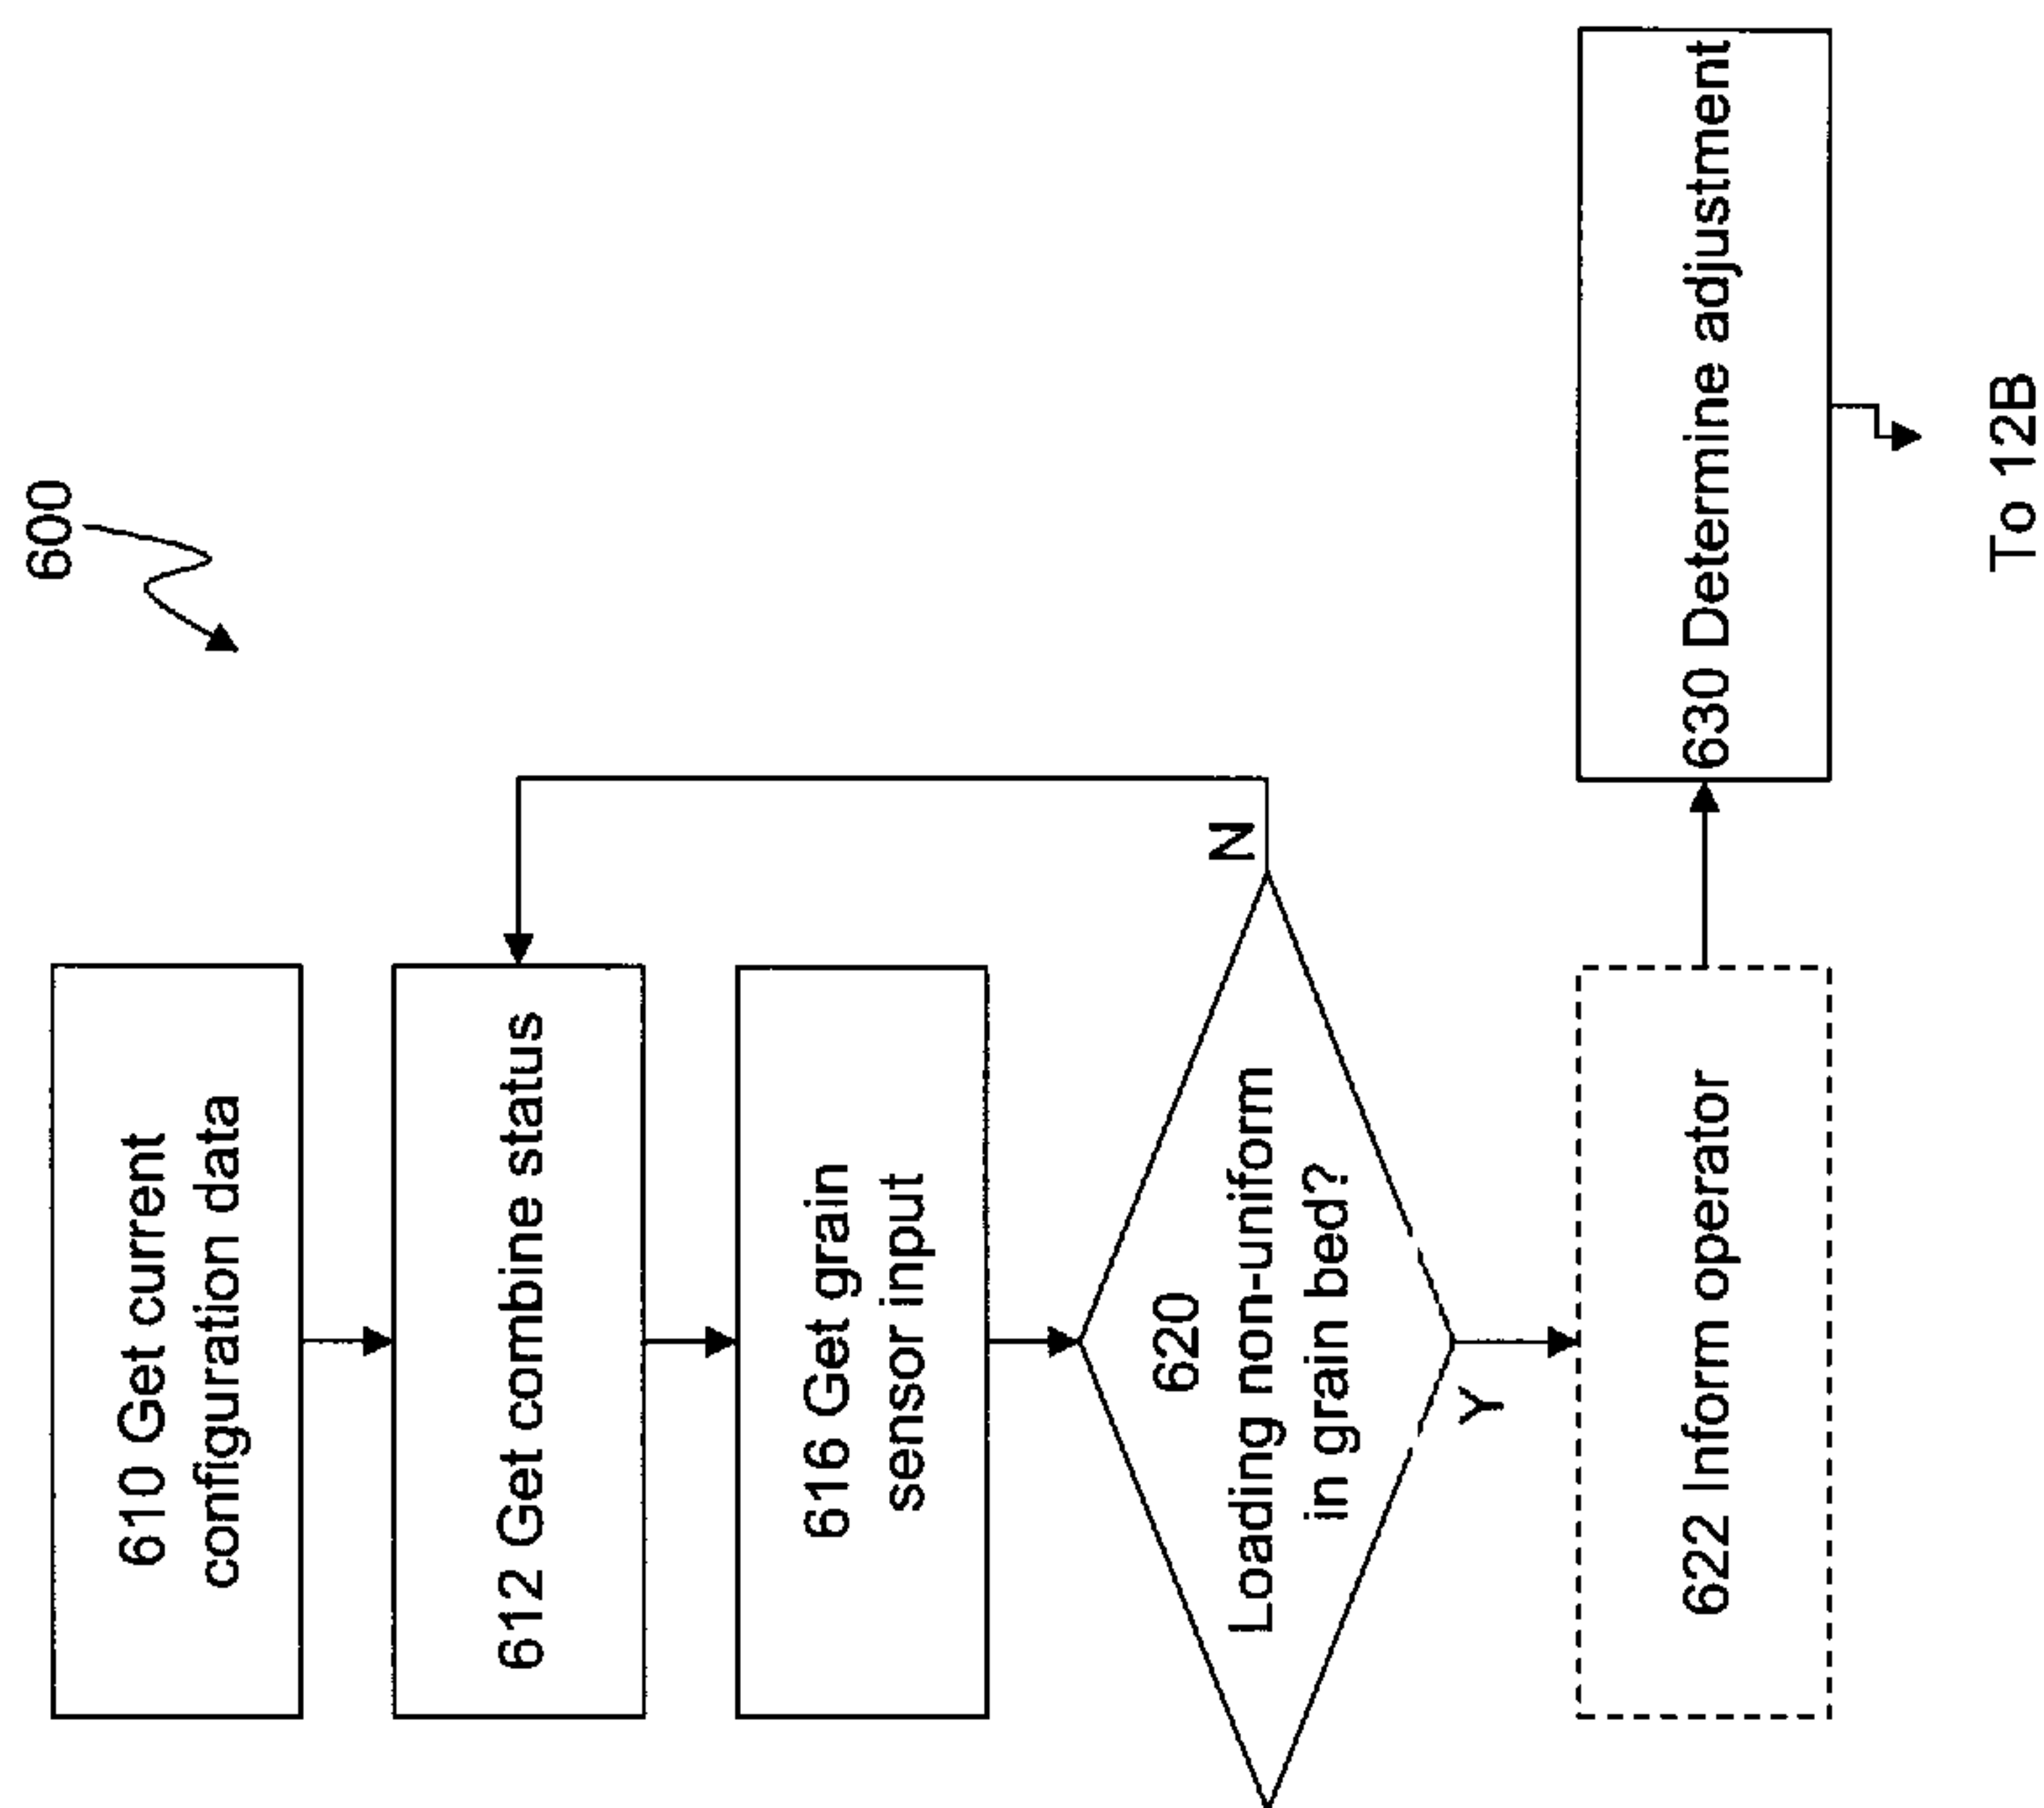 600
610 Get current
configuration data
612 Get combine status
616 Get grain
sensor input
620
Loading non-uniform
in grain bed?
N
Y
622 Inform operator
630 Determine adjustment
To 12B